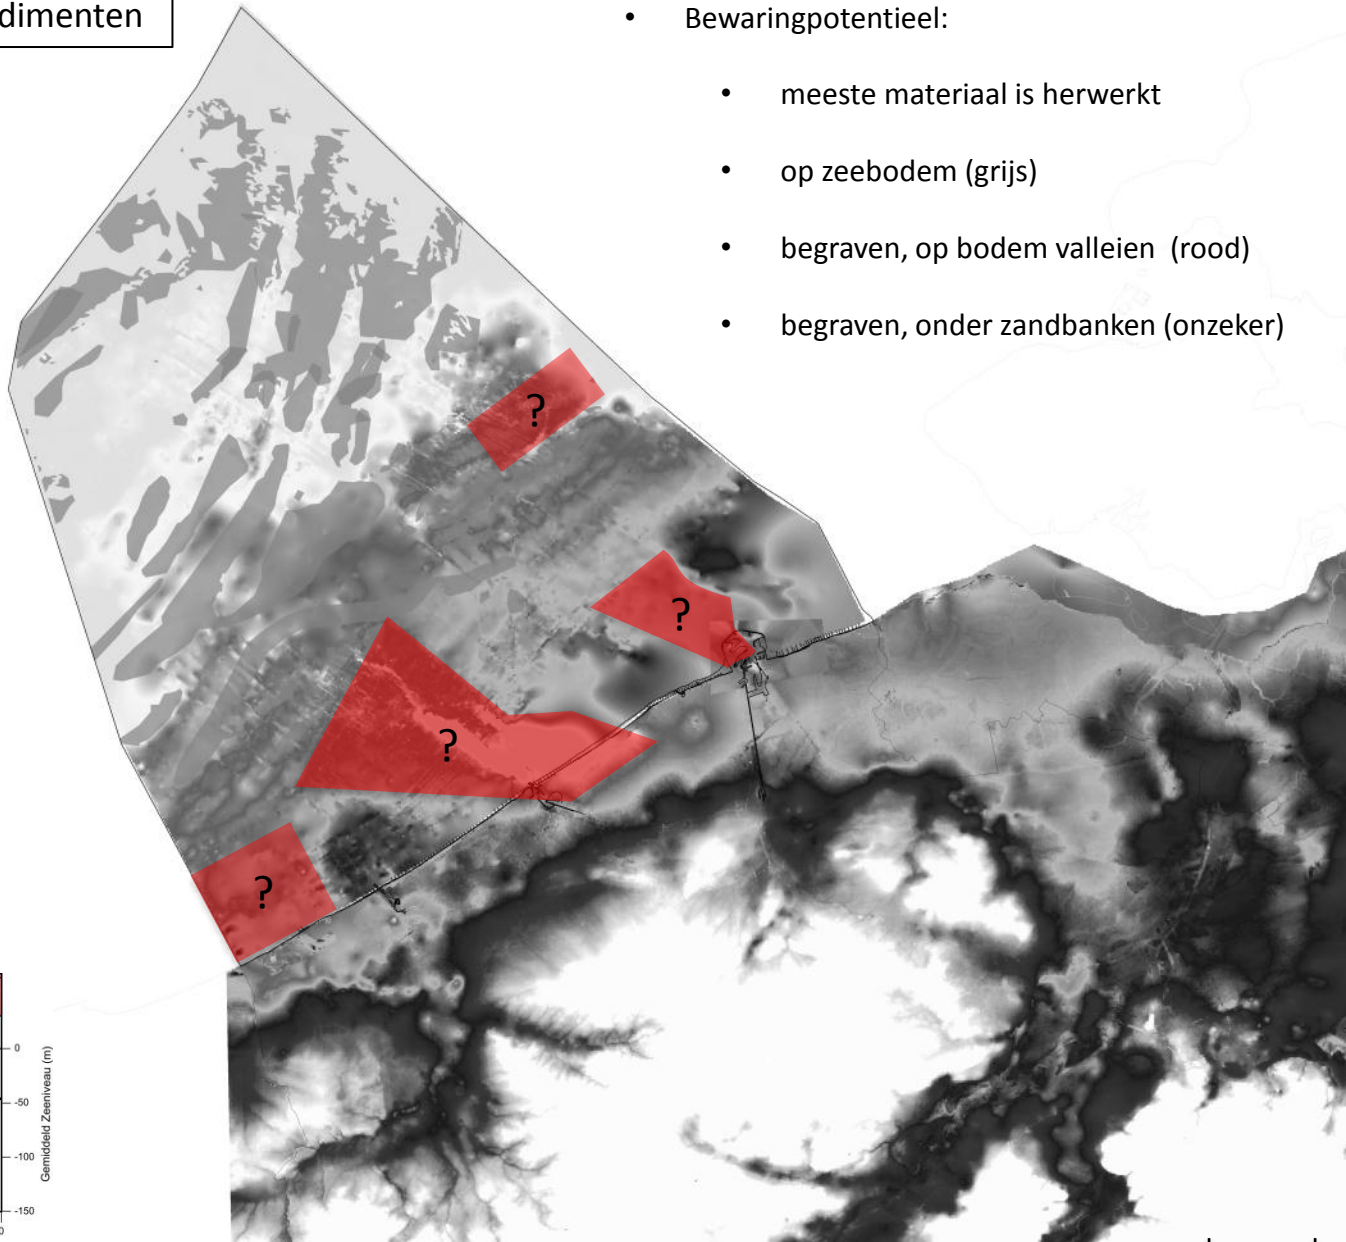 dimenten
• Bewaringpotentieel:
• meeste materiaal is herwerkt
• op zeebodem (grijs)
• begraven, op bodem valleien (rood)
• begraven, onder zandbanken (onzeker)
?
?
?
?
0
-50
-100
-150
Gemiddeld Zeeniveau (m)
0